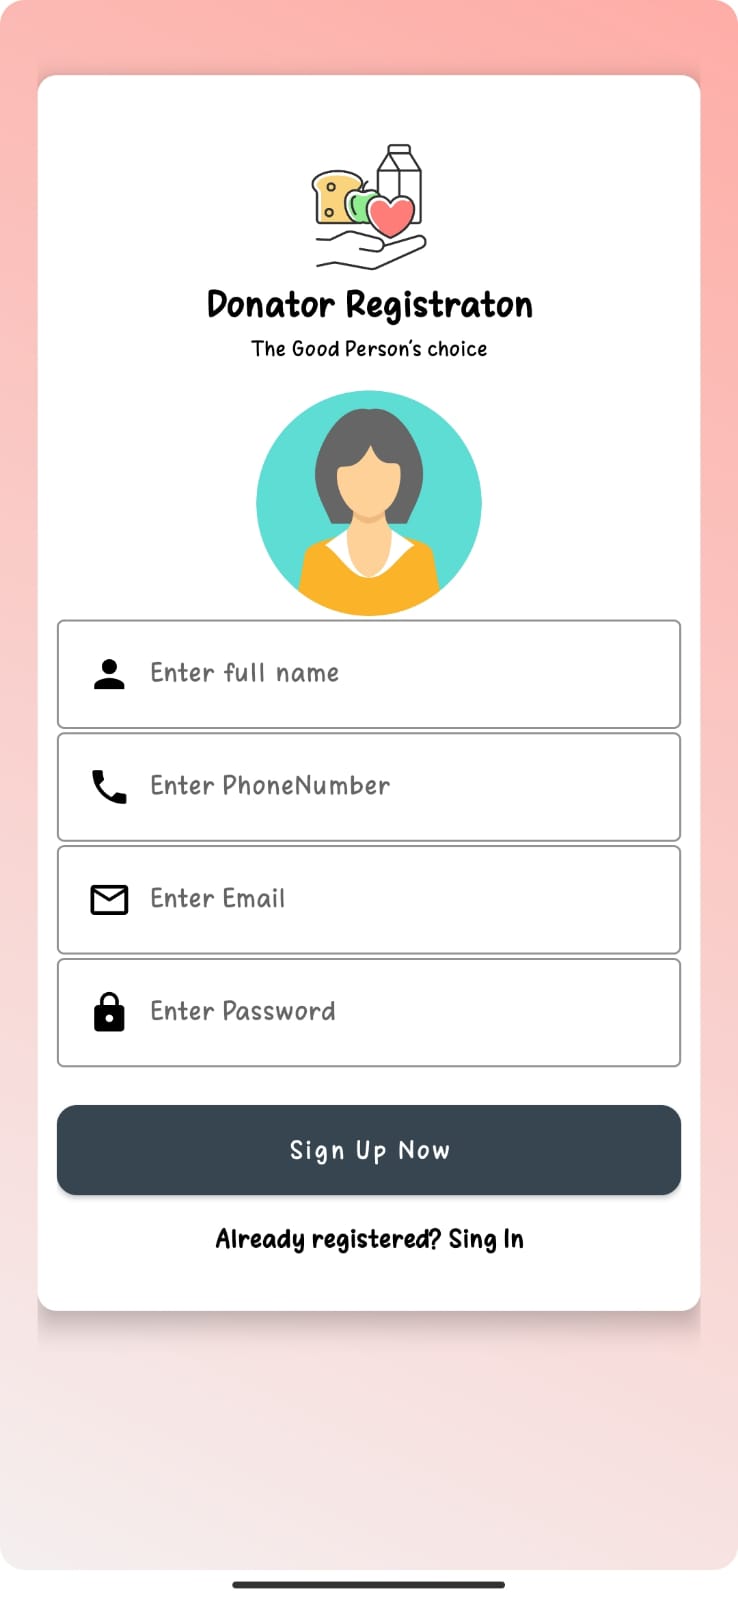 Donator Registraton
The Good Person's choice
Enter full name
Enter PhoneNumber
Enter Email
Enter Password
Sign Up Now
Already registered? Sing In